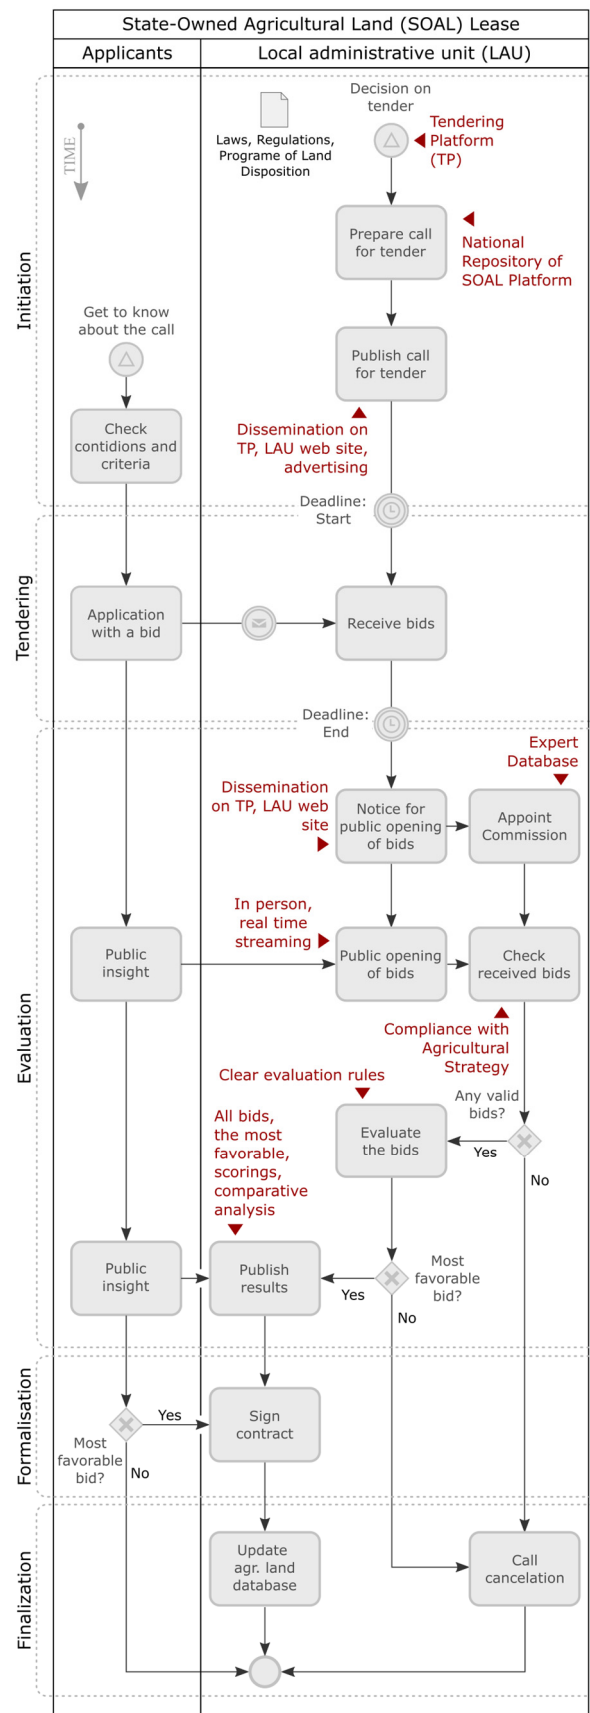 State-Owned Agricultural Land (SOAL) Lease
Applicants
Local administrative unit (LAU)
Initiation
TIME
Laws, Regulations,
Programe of Land
Disposition
Decision on
tender
Tendering
Platform
(TP)
Prepare call
for tender
National
Repository of
SOAL Platform
Get to know
about the call
Publish call
for tender
Check
contidions and
criteria
Dissemination on
TP, LAU web site,
advertising
Deadline:
Start
Tendering
Application
with a bid
Receive bids
Deadline:
End
Evaluation
Expert
Database
Dissemination
on TP, LAU web
site
Notice for
public opening
of bids
Appoint
Commission
In person,
real time
streaming
Public
insight
Public opening
of bids
Check
received bids
Compliance with
Agricultural
Strategy
Clear evaluation rules
Any valid
bids?
Evaluate
the bids
Yes
No
All bids,
the most
favorable,
scorings,
comparative
analysis
Public
insight
Publish
results
Most
favorable
bid?
Yes
No
Formalisation
Yes
Sign
contract
Most
favorable
bid?
No
Finalization
Update
agr. land
database
Call
cancelation